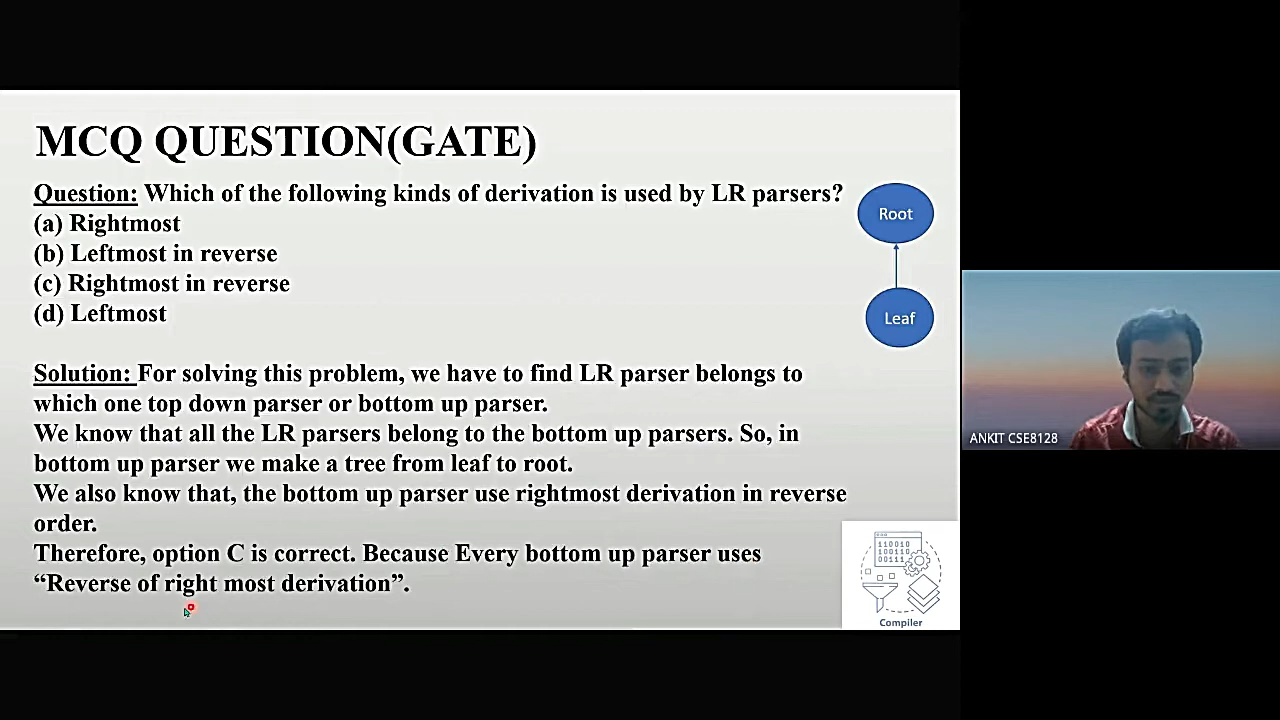 MCQ QUESTION(GATE)
Question: Which of the following kinds of derivation is used by LR parsers?
(a) Rightmost
(b) Leftmost in reverse
(c) Rightmost in reverse
(d) Leftmost
Root
Leaf
Solution: For solving this problem, we have to find LR parser belongs to
which one top down parser or bottom up parser.
We know that all the LR parsers belong to the bottom up parsers. So, in
bottom up parser we make a tree from leaf to root.
We also know that, the bottom up parser use rightmost derivation in reverse
order.
Therefore, option C is correct. Because Every bottom up parser uses
“Reverse of right most derivation”.
110010
100110
00111
Compiler
ANKIT CSE8128